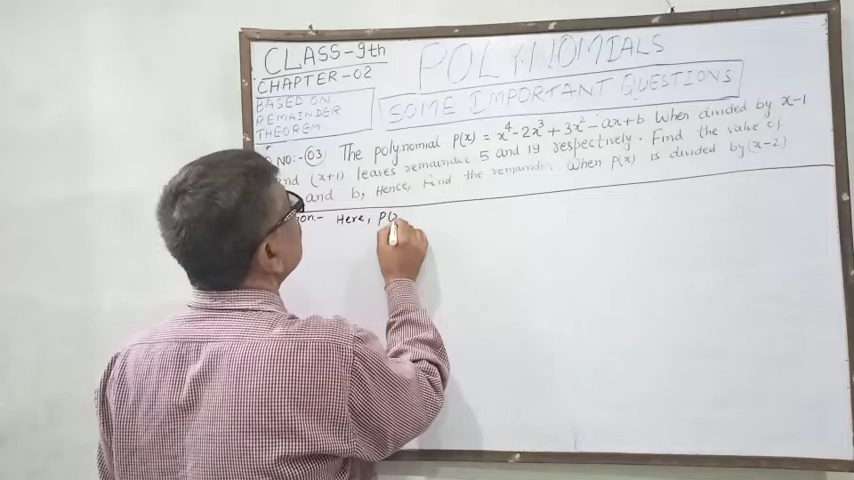 CLASS-9th
CHAPTER-02
POLYNOMIALS
BASED ON
REMAINDER
THEOREM
SOME IMPORTANT QUESTIONS
NO:-03 The polynomial P(x) = x⁴-2x³+3x²-ax+b When divided by x-1
(x+1) leaves remainder 5 and 19 respectively. Find the value of
and b, Hence, Find the remainder When P(x) is divided by (x-2)
Here, P(